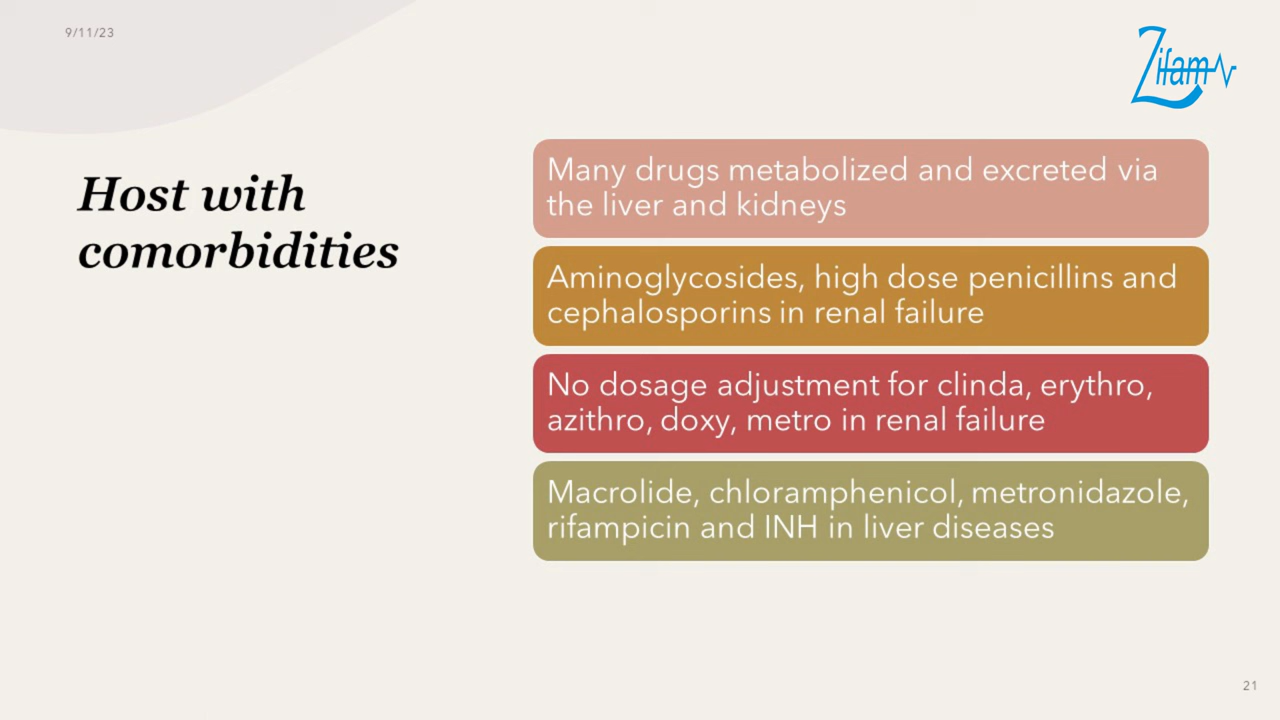 9/11/23
Zifam
Host with
comorbidities
Many drugs metabolized and excreted via
the liver and kidneys
Aminoglycosides, high dose penicillins and
cephalosporins in renal failure
No dosage adjustment for clinda, erythro,
azithro, doxy, metro in renal failure
Macrolide, chloramphenicol, metronidazole,
rifampicin and INH in liver diseases
21